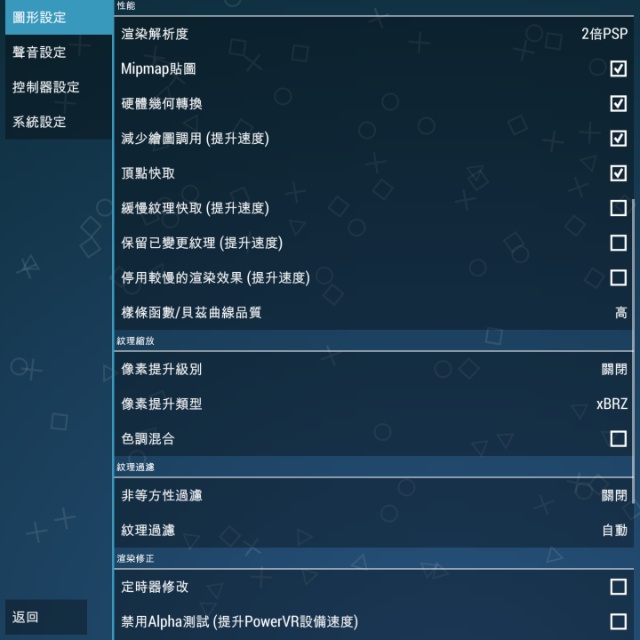 圖形設定
聲音設定
控制器設定
系統設定
返回
性能
渲染解析度 2倍PSP
Mipmap貼圖
硬體幾何轉換
減少繪圖調用 (提升速度)
頂點快取
緩慢紋理快取 (提升速度)
保留已變更紋理 (提升速度)
停用較慢的渲染效果 (提升速度)
樣條函數/貝茲曲線品質 高
紋理縮放
像素提升級別 關閉
像素提升類型 xBRZ
色調混合
紋理過濾
非等方性過濾 關閉
紋理過濾 自動
渲染修正
定時器修改
禁用Alpha測試 (提升PowerVR設備速度)